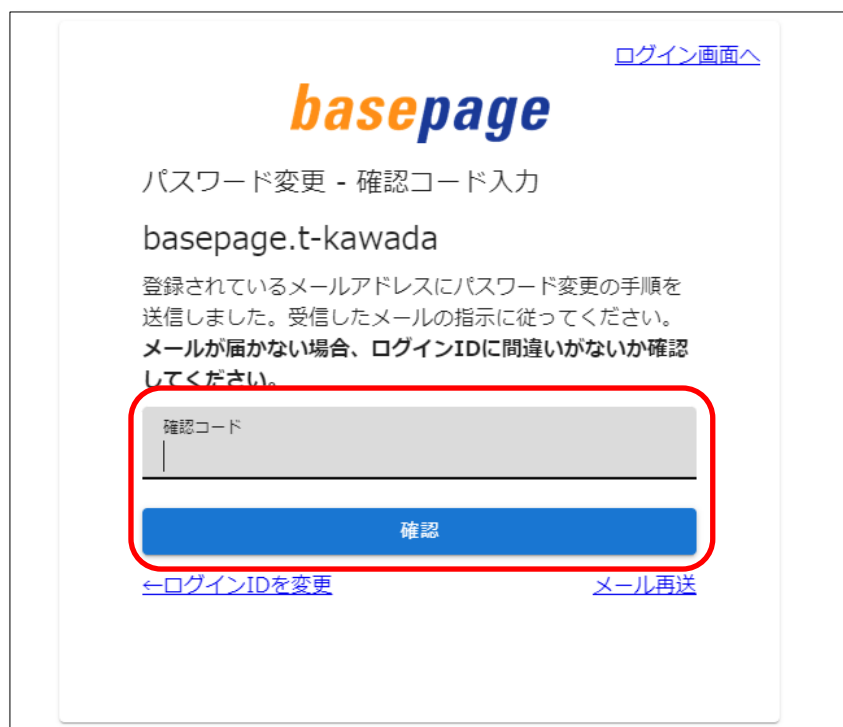 ログイン画面へ
basepage
パスワード変更 - 確認コード入力
basepage.t-kawada
登録されているメールアドレスにパスワード変更の手順を
送信しました。受信したメールの指示に従ってください。
メールが届かない場合、ログインIDに間違いがないか確認
してください。
確認コード
確認
←ログインIDを変更
メール再送